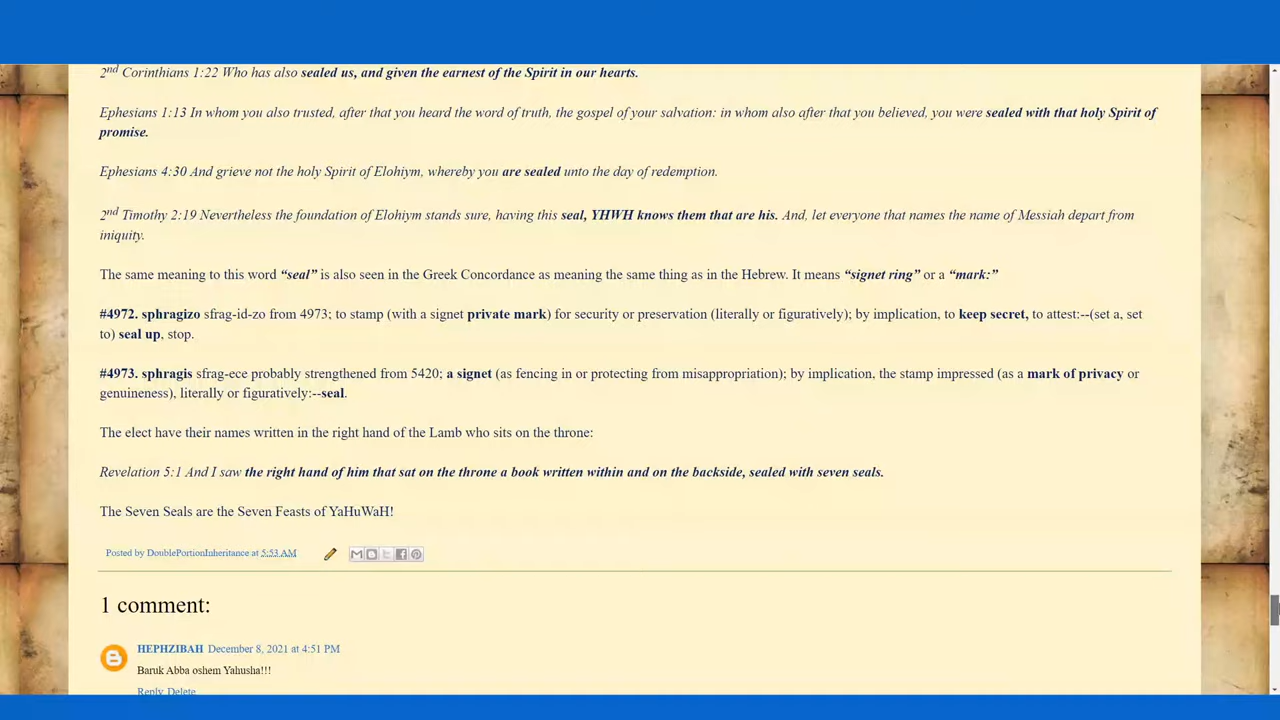 2nd Corinthians 1:22 Who has also sealed us, and given the earnest of the Spirit in our hearts.
Ephesians 1:13 In whom you also trusted, after that you heard the word of truth, the gospel of your salvation: in whom also after that you believed, you were sealed with that holy Spirit of
promise.
Ephesians 4:30 And grieve not the holy Spirit of Elohiym, whereby you are sealed unto the day of redemption.
2nd Timothy 2:19 Nevertheless the foundation of Elohiym stands sure, having this seal, YHWH knows them that are his. And, let everyone that names the name of Messiah depart from
iniquity.
The same meaning to this word “seal” is also seen in the Greek Concordance as meaning the same thing as in the Hebrew. It means “signet ring” or a “mark:”
#4972. sphragizo sfrag-id-zo from 4973; to stamp (with a signet private mark) for security or preservation (literally or figuratively); by implication, to keep secret, to attest:--(set a, set
to) seal up, stop.
#4973. sphragis sfrag-ece probably strengthened from 5420; a signet (as fencing in or protecting from misappropriation); by implication, the stamp impressed (as a mark of privacy or
genuineness), literally or figuratively:--seal.
The elect have their names written in the right hand of the Lamb who sits on the throne:
Revelation 5:1 And I saw the right hand of him that sat on the throne a book written within and on the backside, sealed with seven seals.
The Seven Seals are the Seven Feasts of YaHuWaH!
Posted by DoublePortionInheritance at 5:53 AM
1 comment:
HEPHZIBAH December 8, 2021 at 4:51 PM
Baruk Abba oshem Yahusha!!!
Reply Delete